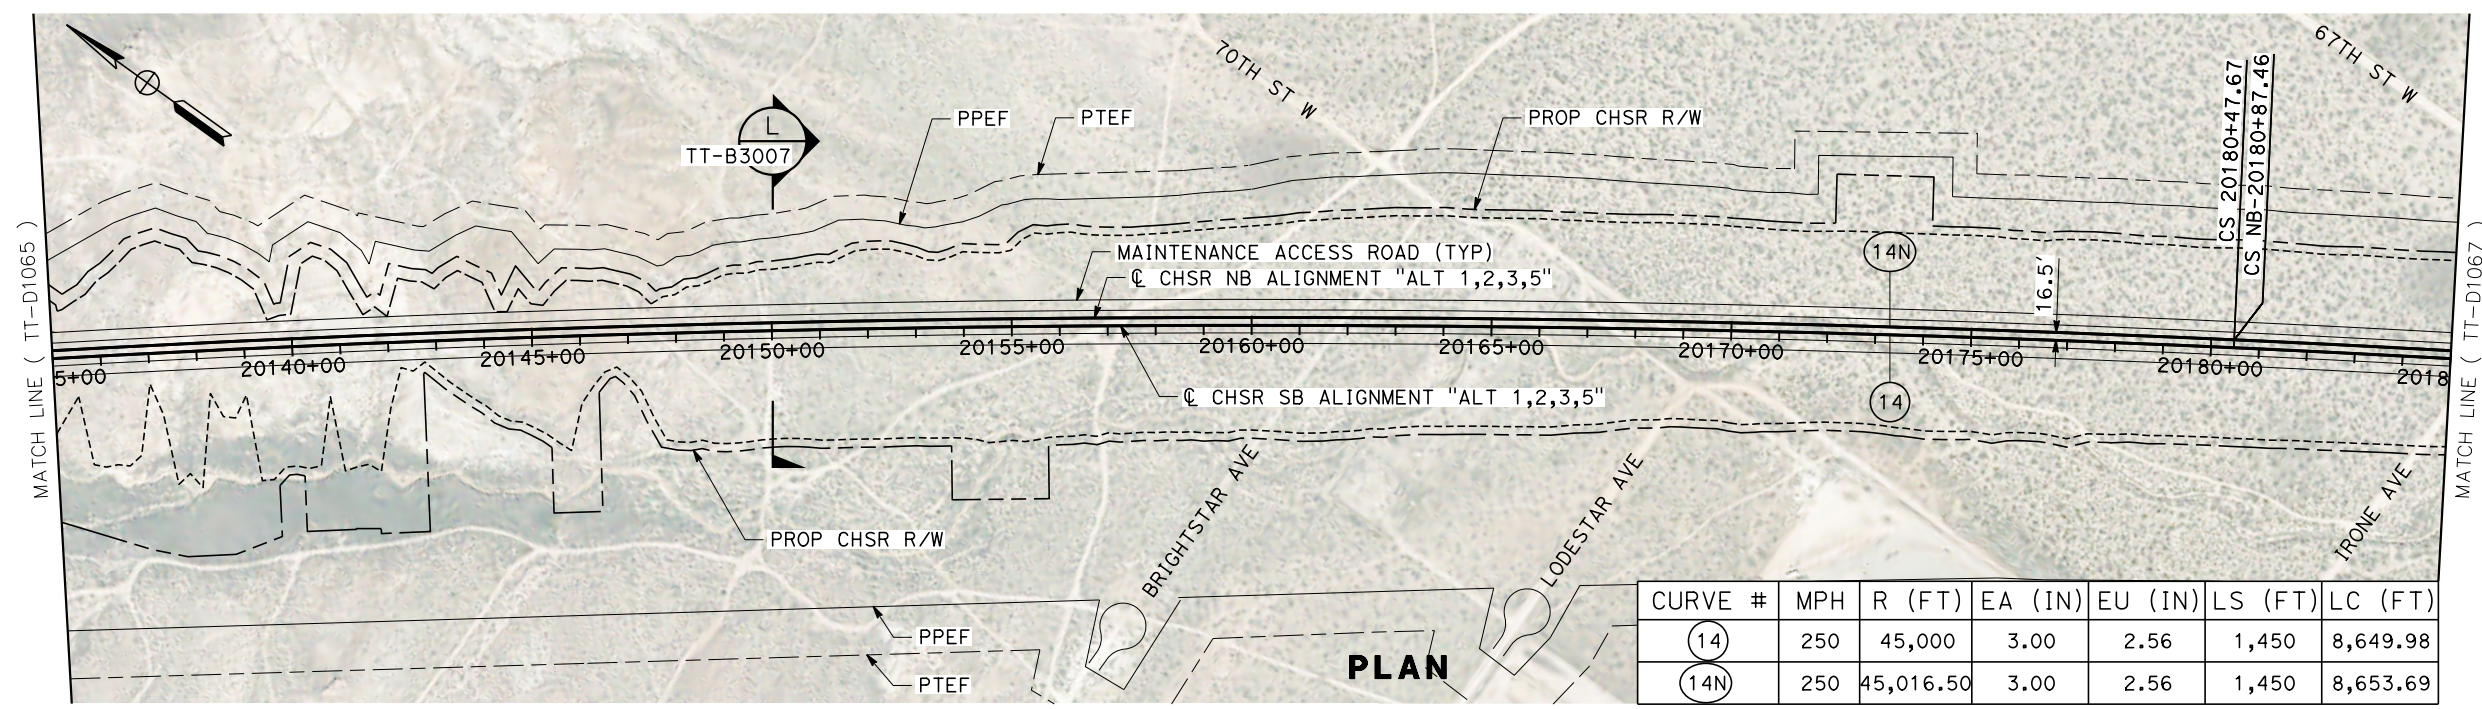 70TH ST W
67TH ST W
CS 20180+47.67
CS NB-20180+87.46
L
TT-B3007
PPEF
PTEF
PROP CHSR R/W
MATCH LINE ( TT-D1065 )
MATCH LINE ( TT-D1067 )
MAINTENANCE ACCESS ROAD (TYP)
℄ CHSR NB ALIGNMENT "ALT 1,2,3,5"
14N
16.5'
5+00
20140+00
20145+00
20150+00
20155+00
20160+00
20165+00
20170+00
20175+00
20180+00
2018
℄ CHSR SB ALIGNMENT "ALT 1,2,3,5"
14
PROP CHSR R/W
BRIGHTSTAR AVE
LODESTAR AVE
IRONE AVE
PPEF
PTEF
PLAN
CURVE # MPH R (FT) EA (IN) EU (IN) LS (FT) LC (FT)
14 250 45,000 3.00 2.56 1,450 8,649.98
14N 250 45,016.50 3.00 2.56 1,450 8,653.69